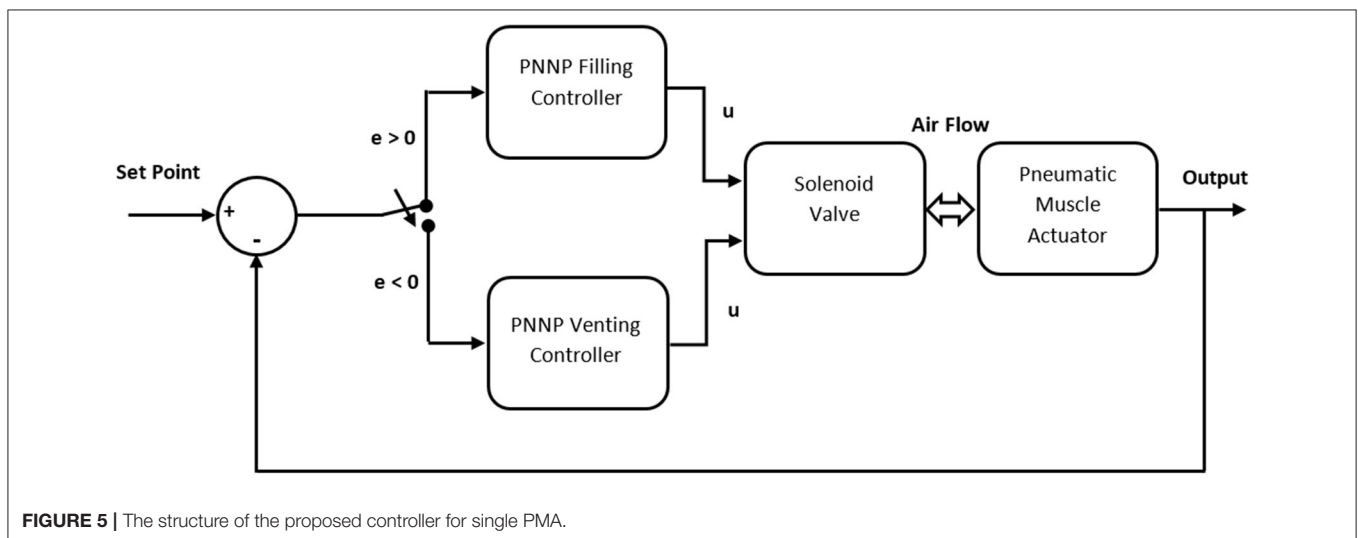 PNNP Filling
Controller
u
e > 0
Air Flow
Set Point
+
-
Solenoid
Valve
Pneumatic
Muscle
Actuator
Output
e < 0
u
PNNP Venting
Controller
FIGURE 5 | The structure of the proposed controller for single PMA.